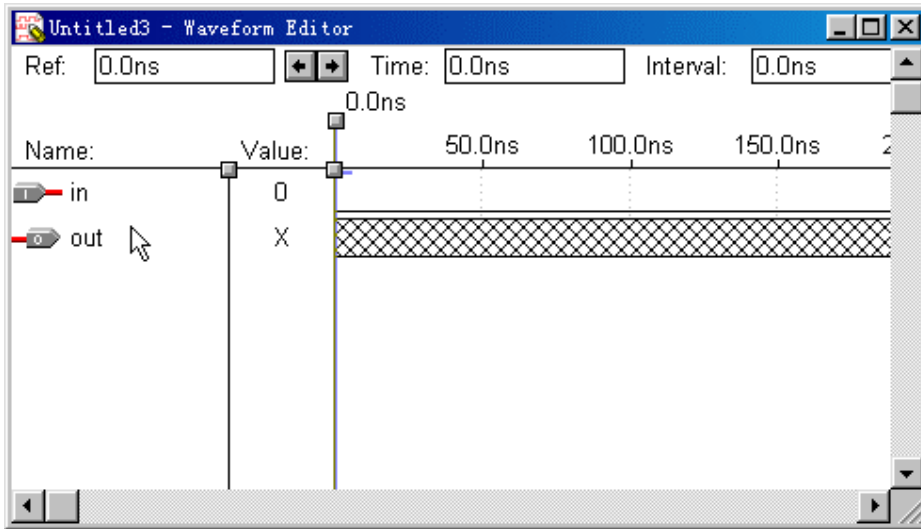 Untitled3 - Waveform Editor
Ref: 0.0ns Time: 0.0ns Interval: 0.0ns
0.0ns
Name: Value: 50.0ns 100.0ns 150.0ns 2
I in 0
O out X